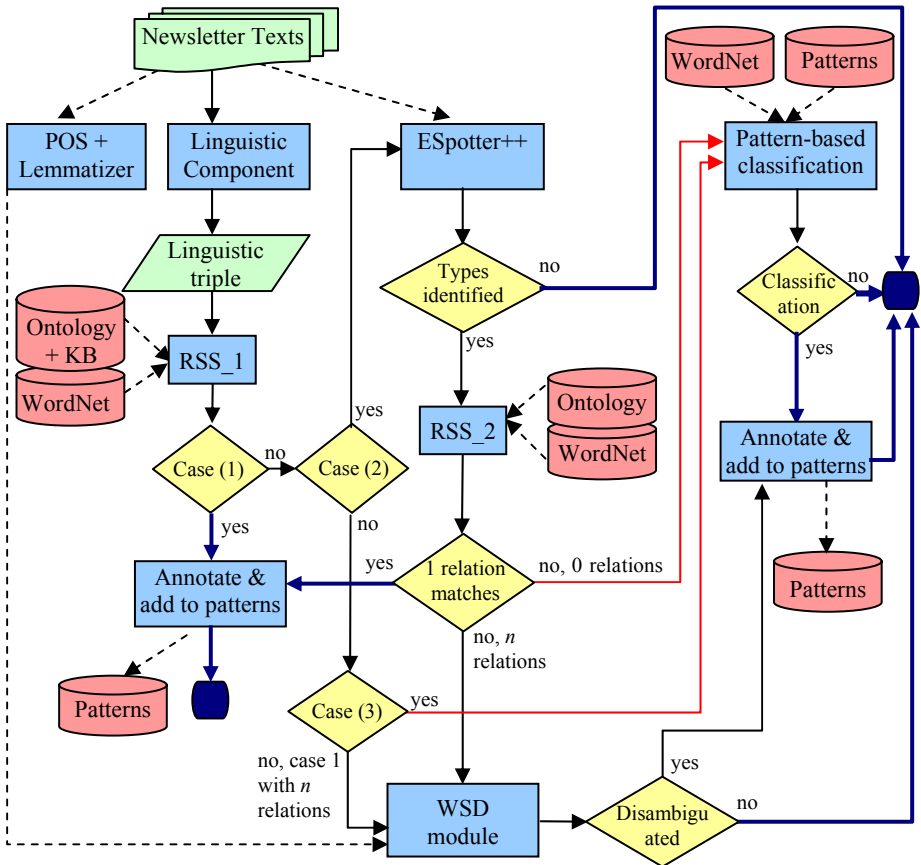 Newsletter Texts
WordNet
Patterns
POS +
Lemmatizer
Linguistic
Component
ESpotter++
Pattern-based
classification
Linguistic
triple
Types
identified
no
Classific
ation
no
yes
yes
Ontology
+ KB
WordNet
RSS_1
RSS_2
Ontology
WordNet
yes
Annotate &
add to patterns
Case (1)
no
Case (2)
yes
no
Annotate &
add to patterns
yes
1 relation
matches
no, 0 relations
Patterns
no, n
relations
Patterns
Case (3)
yes
no, case 1
with n
relations
WSD
module
yes
Disambigu
ated
no